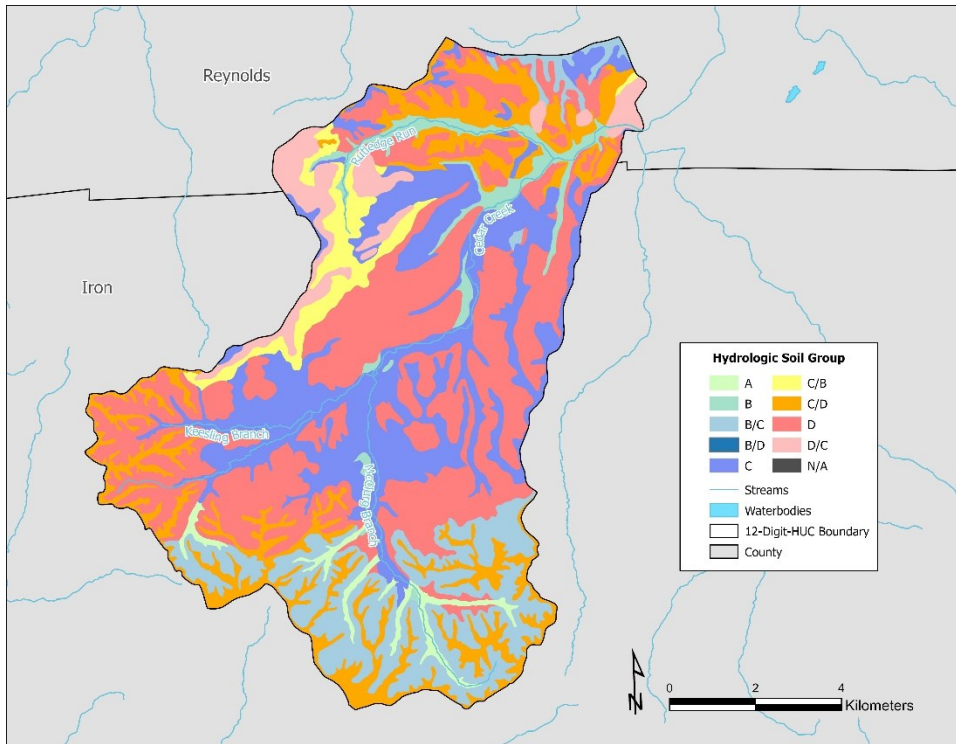 Reynolds
Rutledge Run
Cedar Creek
Iron
Koesling Branch
McClurg Branch
Hydrologic Soil Group
A
C/B
B
C/D
B/C
D
B/D
D/C
C
N/A
Streams
Waterbodies
12-Digit-HUC Boundary
County
N
0 2 4
Kilometers